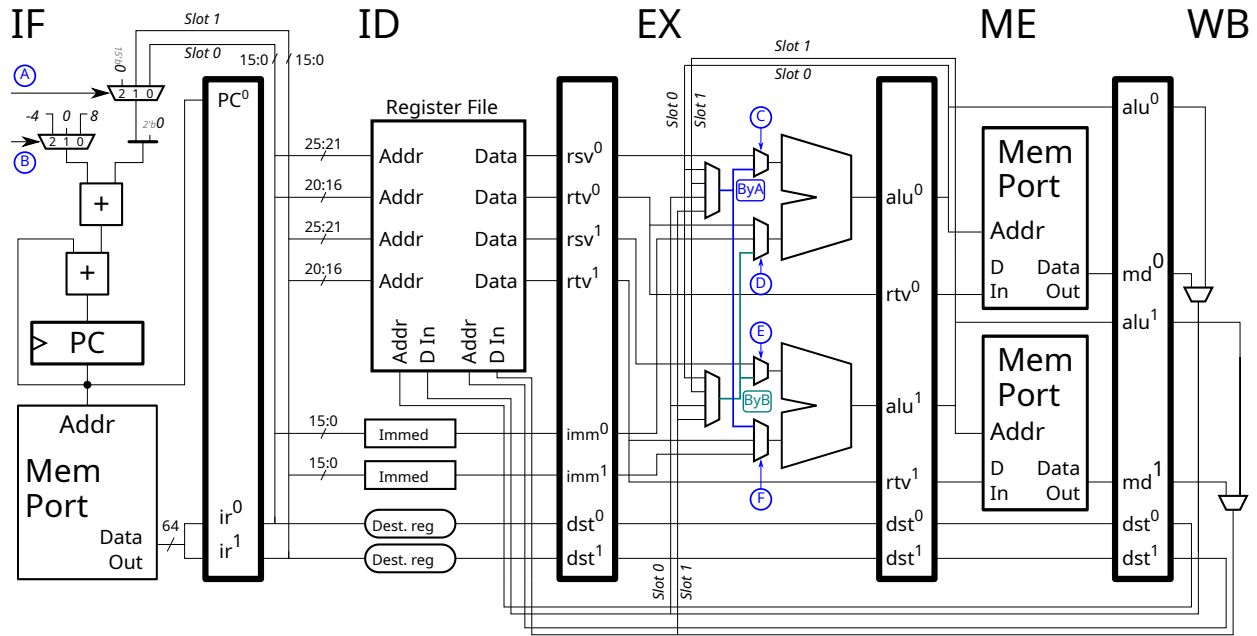 IF
ID
EX
ME
WB
Slot 1
Slot 0
15:0
15:0
15'b0
A
2 1 0
-4 0 8
2 1 0
B
2'b0
+
+
PC
Addr
Mem
Port
Data
Out
64
PC0
ir0
ir1
Register File
25:21
Addr
Data
20:16
Addr
Data
25:21
Addr
Data
20:16
Addr
Data
Addr
D In
Addr
D In
15:0
Immed
15:0
Immed
Dest. reg
Dest. reg
rsv0
rtv0
rsv1
rtv1
imm0
imm1
dst0
dst1
Slot 1
Slot 0
Slot 0
Slot 1
C
ByA
D
E
ByB
F
Slot 0
Slot 1
alu0
rtv0
alu1
rtv1
dst0
dst1
Mem
Port
Addr
D
In
Data
Out
Mem
Port
Addr
D
In
Data
Out
alu0
md0
alu1
md1
dst0
dst1